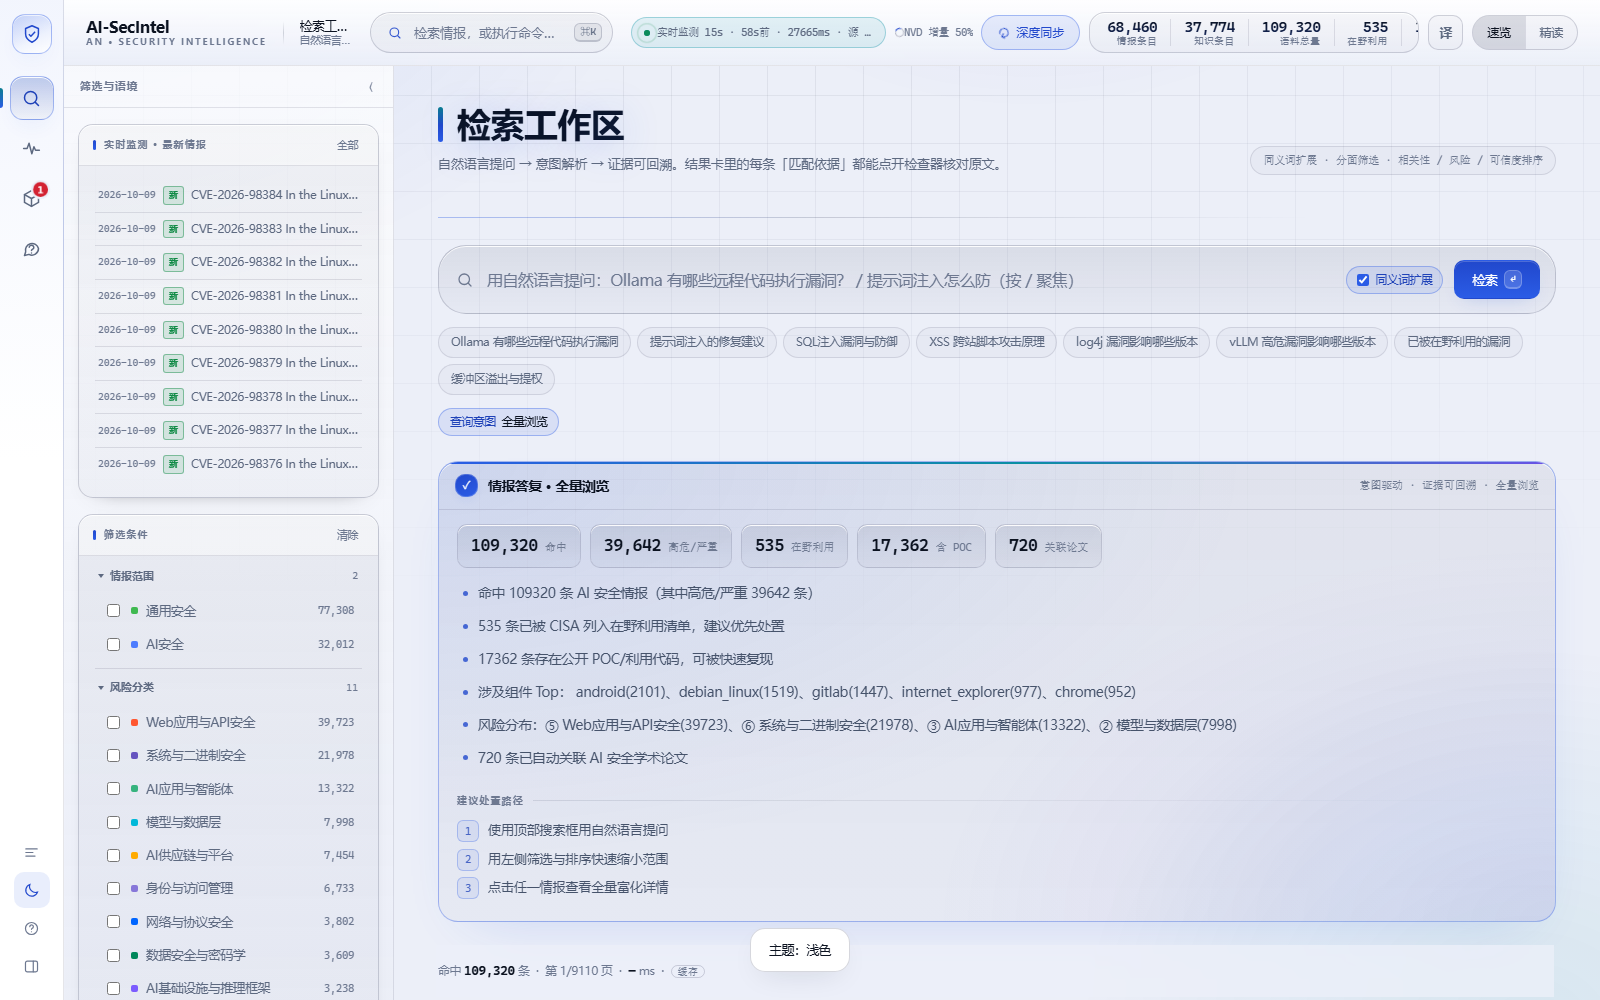 AI-SecIntel
AN • SECURITY INTELLIGENCE
检索工...
自然语言...
检索情报，或执行命令...
⌘K
实时监测 15s · 58s前 · 27665ms · 源 …
NVD 增量 50%
深度同步
68,460
情报条目
37,774
知识条目
109,320
语料总量
535
在野利用
译
速览
精读
筛选与语境
实时监测 • 最新情报
全部
2026-10-09 新 CVE-2026-98384 In the Linux...
2026-10-09 新 CVE-2026-98383 In the Linux...
2026-10-09 新 CVE-2026-98382 In the Linux...
2026-10-09 新 CVE-2026-98381 In the Linux...
2026-10-09 新 CVE-2026-98380 In the Linux...
2026-10-09 新 CVE-2026-98379 In the Linux...
2026-10-09 新 CVE-2026-98378 In the Linux...
2026-10-09 新 CVE-2026-98377 In the Linux...
2026-10-09 新 CVE-2026-98376 In the Linux...
筛选条件
清除
情报范围 2
通用安全 77,308
AI安全 32,012
风险分类 11
Web应用与API安全 39,723
系统与二进制安全 21,978
AI应用与智能体 13,322
模型与数据层 7,998
AI供应链与平台 7,454
身份与访问管理 6,733
网络与协议安全 3,802
数据安全与密码学 3,609
AI基础设施与推理框架 3,238
1
检索工作区
自然语言提问 → 意图解析 → 证据可回溯。结果卡里的每条「匹配依据」都能点开检查器核对原文。
同义词扩展 · 分面筛选 · 相关性 / 风险 / 可信度排序
用自然语言提问：Ollama 有哪些远程代码执行漏洞？ / 提示词注入怎么防（按 / 聚焦）
同义词扩展
检索 ↵
Ollama 有哪些远程代码执行漏洞
提示词注入的修复建议
SQL注入漏洞与防御
XSS 跨站脚本攻击原理
log4j 漏洞影响哪些版本
vLLM 高危漏洞影响哪些版本
已被在野利用的漏洞
缓冲区溢出与提权
查询意图 全量浏览
情报答复 • 全量浏览
意图驱动 · 证据可回溯 · 全量浏览
109,320 命中
39,642 高危/严重
535 在野利用
17,362 含 POC
720 关联论文
命中 109320 条 AI 安全情报（其中高危/严重 39642 条）
535 条已被 CISA 列入在野利用清单，建议优先处置
17362 条存在公开 POC/利用代码，可被快速复现
涉及组件 Top： android(2101)、debian_linux(1519)、gitlab(1447)、internet_explorer(977)、chrome(952)
风险分布：⑤ Web应用与API安全(39723)、⑥ 系统与二进制安全(21978)、③ AI应用与智能体(13322)、② 模型与数据层(7998)
720 条已自动关联 AI 安全学术论文
建议处置路径
1 使用顶部搜索框用自然语言提问
2 用左侧筛选与排序快速缩小范围
3 点击任一情报查看全量富化详情
主题：浅色
命中 109,320 条 · 第 1/9110 页 · – ms · 缓存